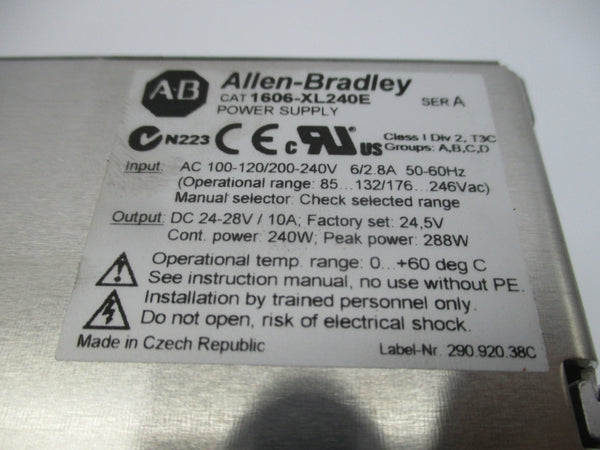 A·B Allen-Bradley
CAT 1606-XL240E SER A
POWER SUPPLY
N223 CE c RU US Class I Div 2, T3C
Groups: A,B,C,D
Input: AC 100-120/200-240V 6/2.8A 50-60Hz
(Operational range: 85...132/176...246Vac)
Manual selector: Check selected range
Output: DC 24-28V / 10A; Factory set: 24,5V
Cont. power: 240W; Peak power: 288W
Operational temp. range: 0...+60 deg C
See instruction manual, no use without PE.
Installation by trained personnel only.
Do not open, risk of electrical shock.
Made in Czech Republic Label-Nr. 290.920.38C